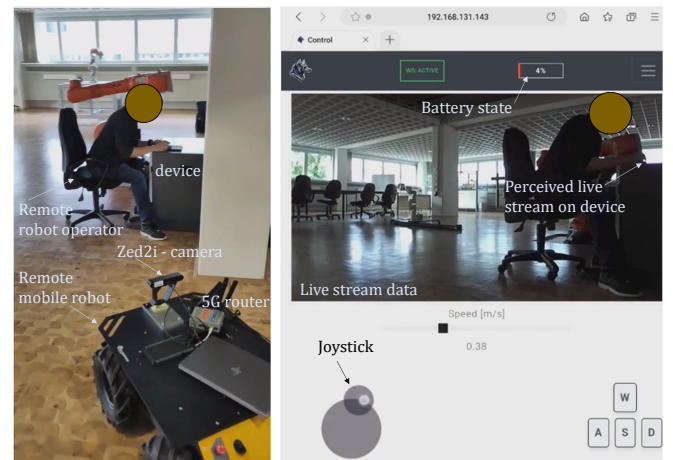 device
Remote
robot operator
Zed2i - camera
Remote
mobile robot
5G router
192.168.131.143
Control
WS: ACTIVE
4%
Battery state
Perceived live
stream on device
Live stream data
Speed [m/s]
0.38
Joystick
W
A S D